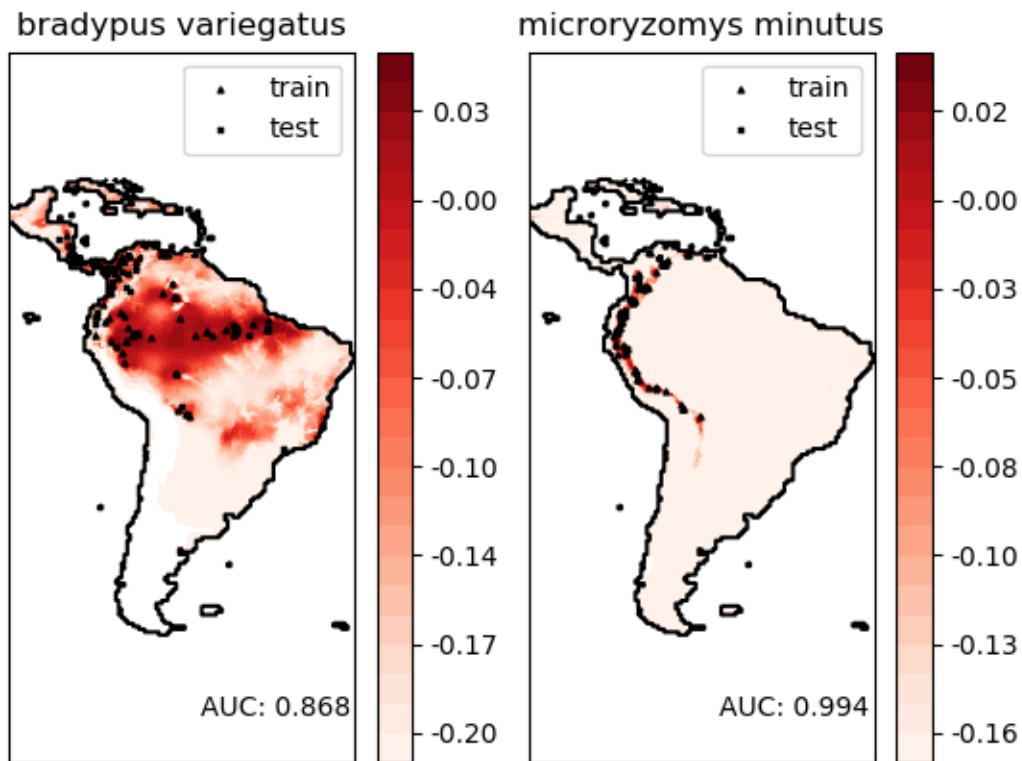 bradypus variegatus
train
test
0.03
-0.00
-0.04
-0.07
-0.10
-0.14
-0.17
-0.20
AUC: 0.868
microryzomys minutus
train
test
0.02
-0.00
-0.03
-0.05
-0.08
-0.10
-0.13
-0.16
AUC: 0.994